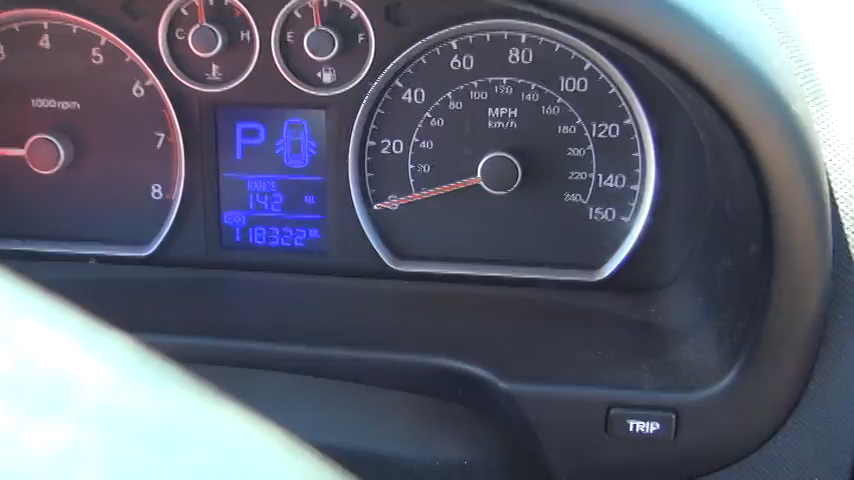 4
5
6
7
8
1000rpm
C H
E F
P
RANGE
142 MI
ECO
118322 MI
20
40
60
80
100
120
140
150
20
40
60
80
100
120
140
160
180
200
220
240
MPH
km/h
TRIP